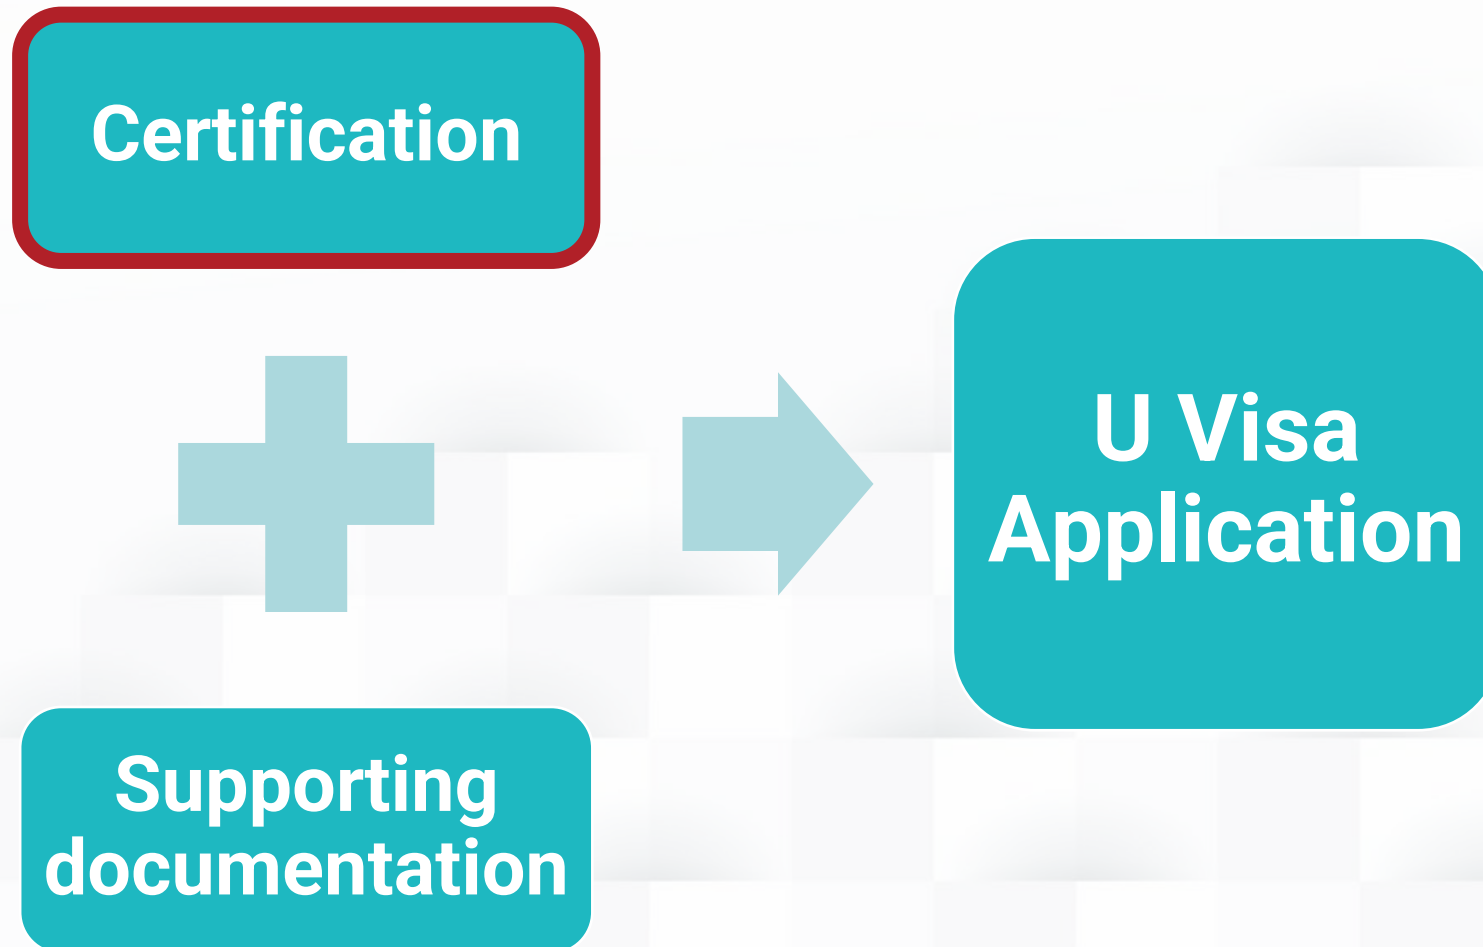 Certification
U Visa
Application
Supporting
documentation